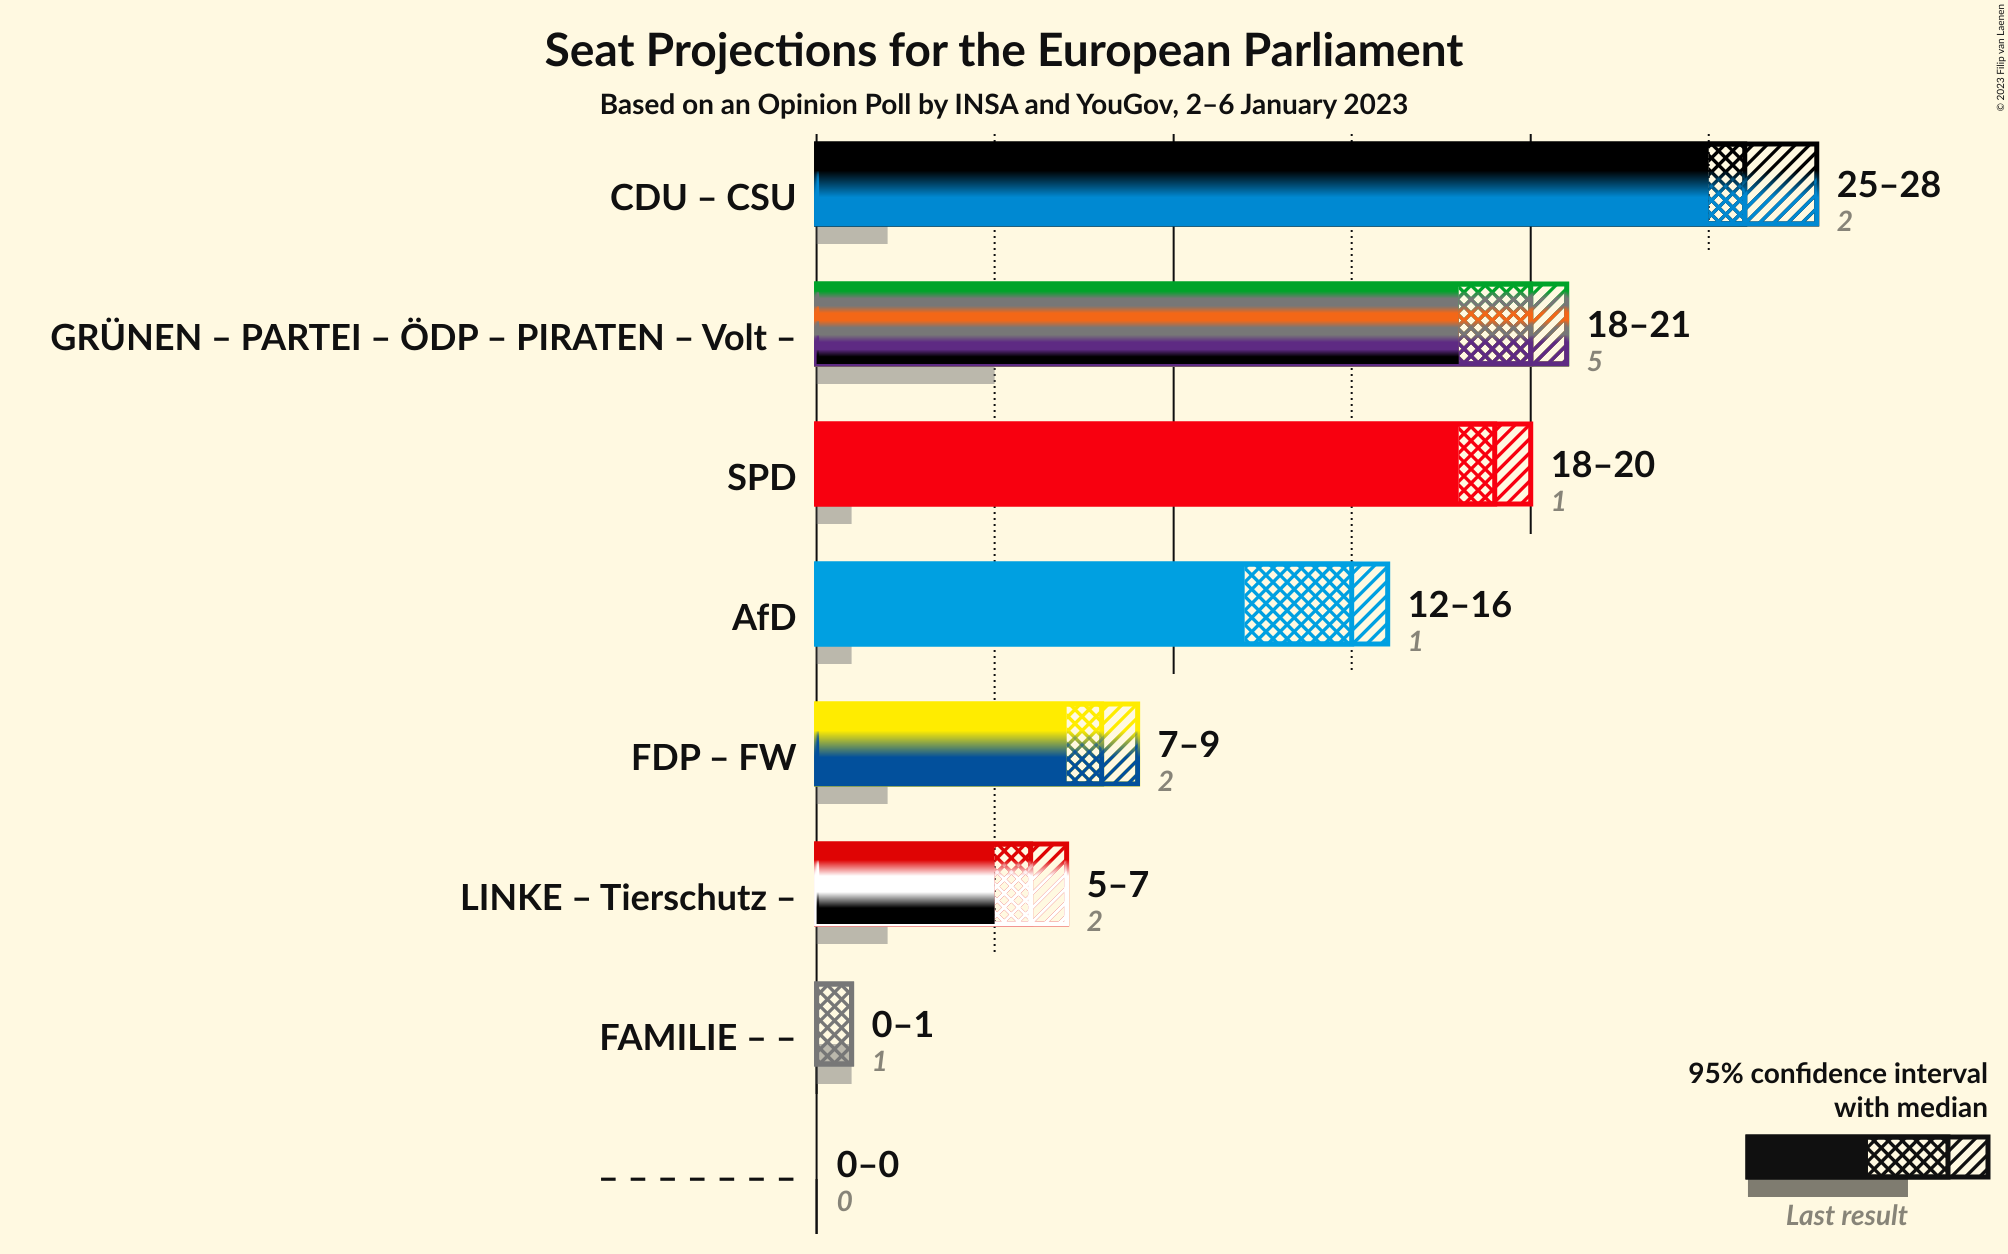 Seat Projections for the European Parliament
Based on an Opinion Poll by INSA and YouGov, 2–6 January 2023
© 2023 Filip van Laenen
CDU – CSU
25–28
2
GRÜNEN – PARTEI – ÖDP – PIRATEN – Volt –
18–21
5
SPD
18–20
1
AfD
12–16
1
FDP – FW
7–9
2
LINKE – Tierschutz –
5–7
2
FAMILIE – –
0–1
1
– – – – – – –
0–0
0
95% confidence interval
with median
Last result